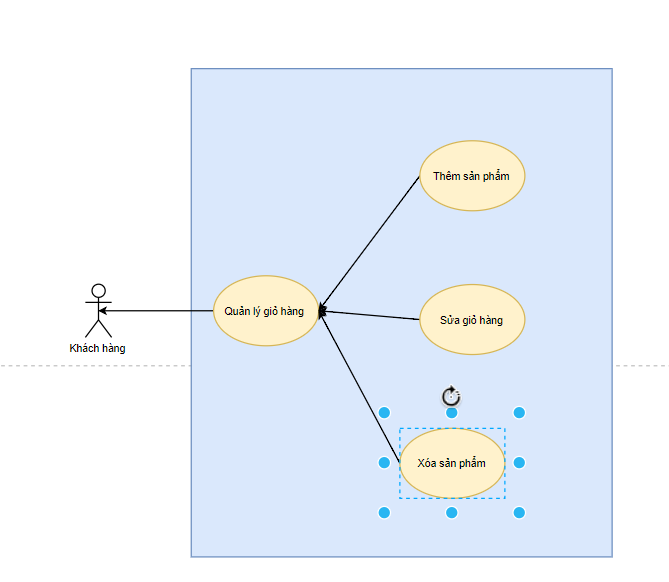 Thêm sản phẩm
Quản lý giỏ hàng
Sửa giỏ hàng
Khách hàng
Xóa sản phẩm